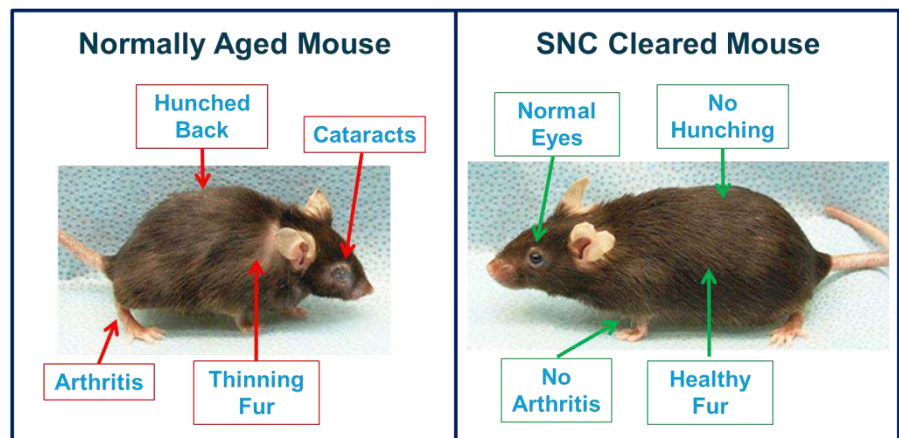 Normally Aged Mouse
Hunched
Back
Cataracts
Arthritis
Thinning
Fur
SNC Cleared Mouse
Normal
Eyes
No
Hunching
No
Arthritis
Healthy
Fur